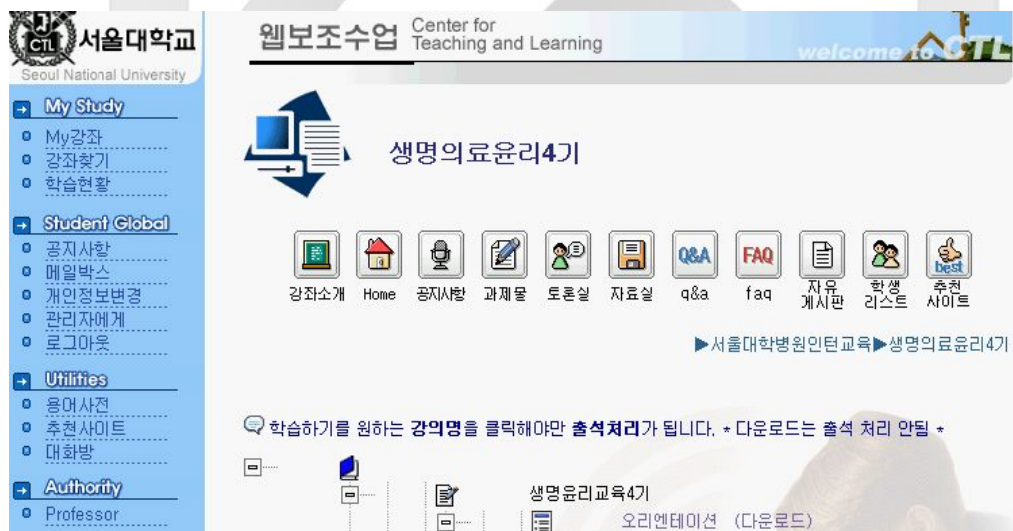 CTL
서울대학교
Seoul National University
웹보조수업 Center for
Teaching and Learning
welcome to CTL
My Study
My강좌
강좌찾기
학습현황
Student Global
공지사항
메일박스
개인정보변경
관리자에게
로그아웃
Utilities
용어사전
추천사이트
대화방
Authority
Professor
생명의료윤리4기
Q&A
FAQ
best
강좌소개 Home 공지사항 과제물 토론실 자료실 q&a faq 자유게시판 학생리스트 추천사이트
▶서울대학병원인턴교육▶생명의료윤리4기
학습하기를 원하는 강의명을 클릭해야만 출석처리가 됩니다. * 다운로드는 출석 처리 안됨 *
생명윤리교육4기
오리엔테이션 (다운로드)